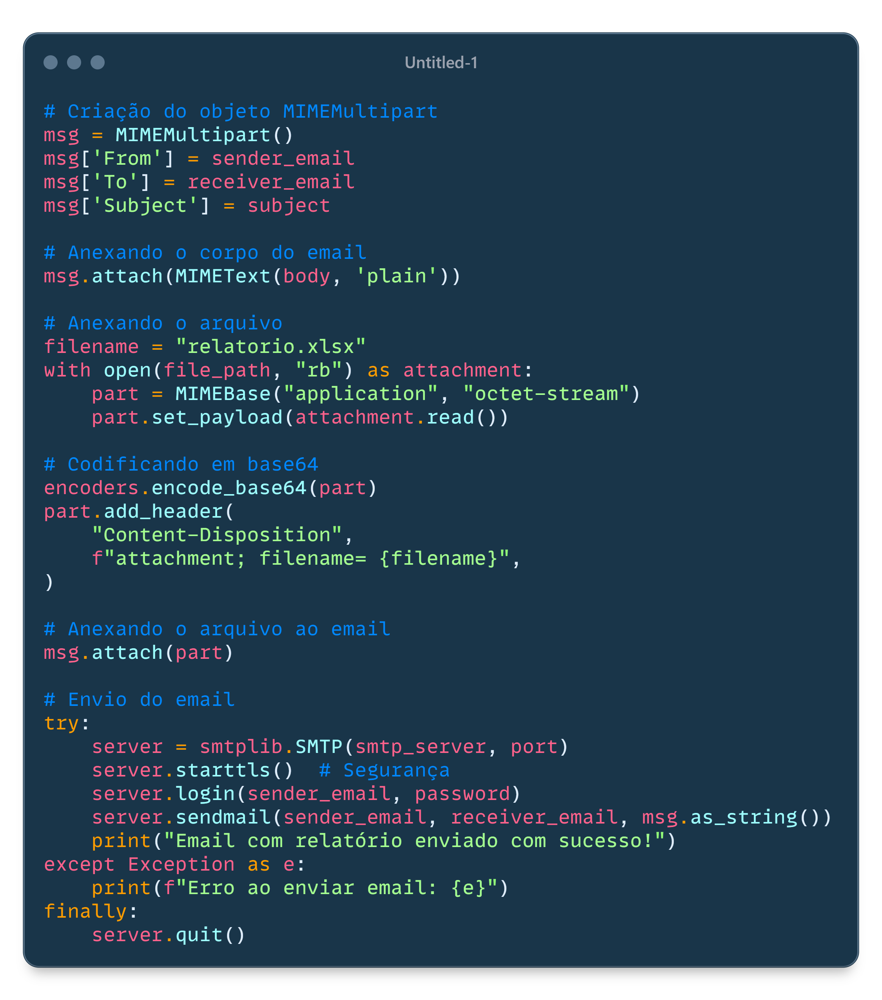 Untitled-1
# Criação do objeto MIMEMultipart
msg = MIMEMultipart()
msg['From'] = sender_email
msg['To'] = receiver_email
msg['Subject'] = subject
# Anexando o corpo do email
msg.attach(MIMEText(body, 'plain'))
# Anexando o arquivo
filename = "relatorio.xlsx"
with open(file_path, "rb") as attachment:
    part = MIMEBase("application", "octet-stream")
    part.set_payload(attachment.read())
# Codificando em base64
encoders.encode_base64(part)
part.add_header(
    "Content-Disposition",
    f"attachment; filename= {filename}",
)
# Anexando o arquivo ao email
msg.attach(part)
# Envio do email
try:
    server = smtplib.SMTP(smtp_server, port)
    server.starttls()  # Segurança
    server.login(sender_email, password)
    server.sendmail(sender_email, receiver_email, msg.as_string())
    print("Email com relatório enviado com sucesso!")
except Exception as e:
    print(f"Erro ao enviar email: {e}")
finally:
    server.quit()